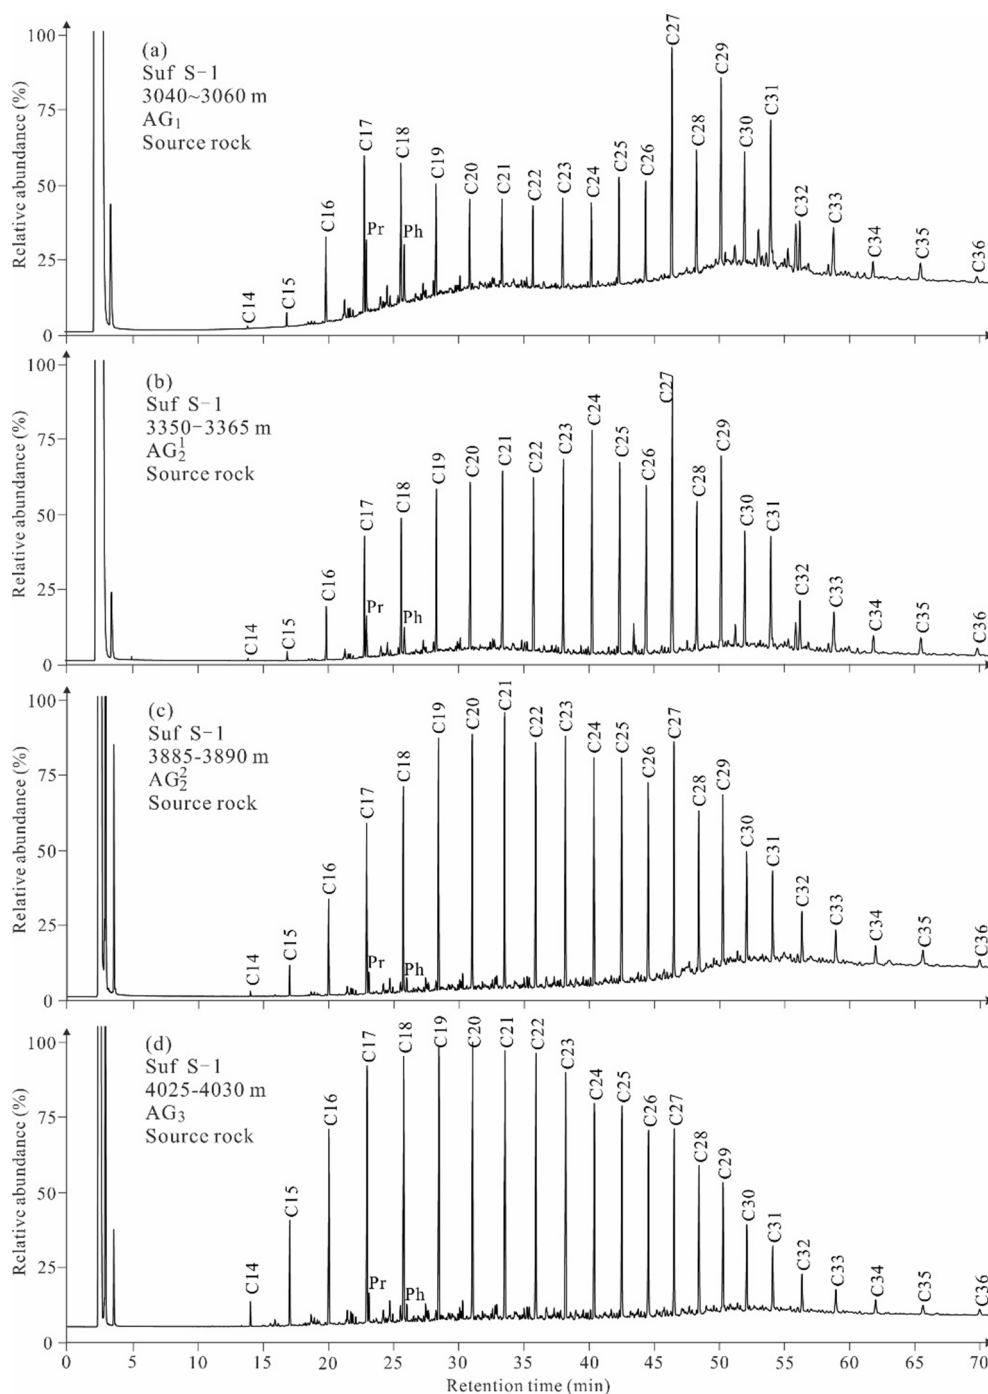 (a)
Suf S-1
3040~3060 m
AG1
Source rock
Relative abundance (%)
100
75
50
25
0
C14
C15
C16
C17
Pr
C18
Ph
C19
C20
C21
C22
C23
C24
C25
C26
C27
C28
C29
C30
C31
C32
C33
C34
C35
C36
(b)
Suf S-1
3350-3365 m
AG₂¹
Source rock
Relative abundance (%)
100
75
50
25
0
C14
C15
C16
C17
Pr
C18
Ph
C19
C20
C21
C22
C23
C24
C25
C26
C27
C28
C29
C30
C31
C32
C33
C34
C35
C36
(c)
Suf S-1
3885-3890 m
AG₂²
Source rock
Relative abundance (%)
100
75
50
25
0
C14
C15
C16
C17
Pr
C18
Ph
C19
C20
C21
C22
C23
C24
C25
C26
C27
C28
C29
C30
C31
C32
C33
C34
C35
C36
(d)
Suf S-1
4025-4030 m
AG3
Source rock
Relative abundance (%)
100
75
50
25
0
C14
C15
C16
C17
Pr
C18
Ph
C19
C20
C21
C22
C23
C24
C25
C26
C27
C28
C29
C30
C31
C32
C33
C34
C35
C36
0 5 10 15 20 25 30 35 40 45 50 55 60 65 70
Retention time (min)